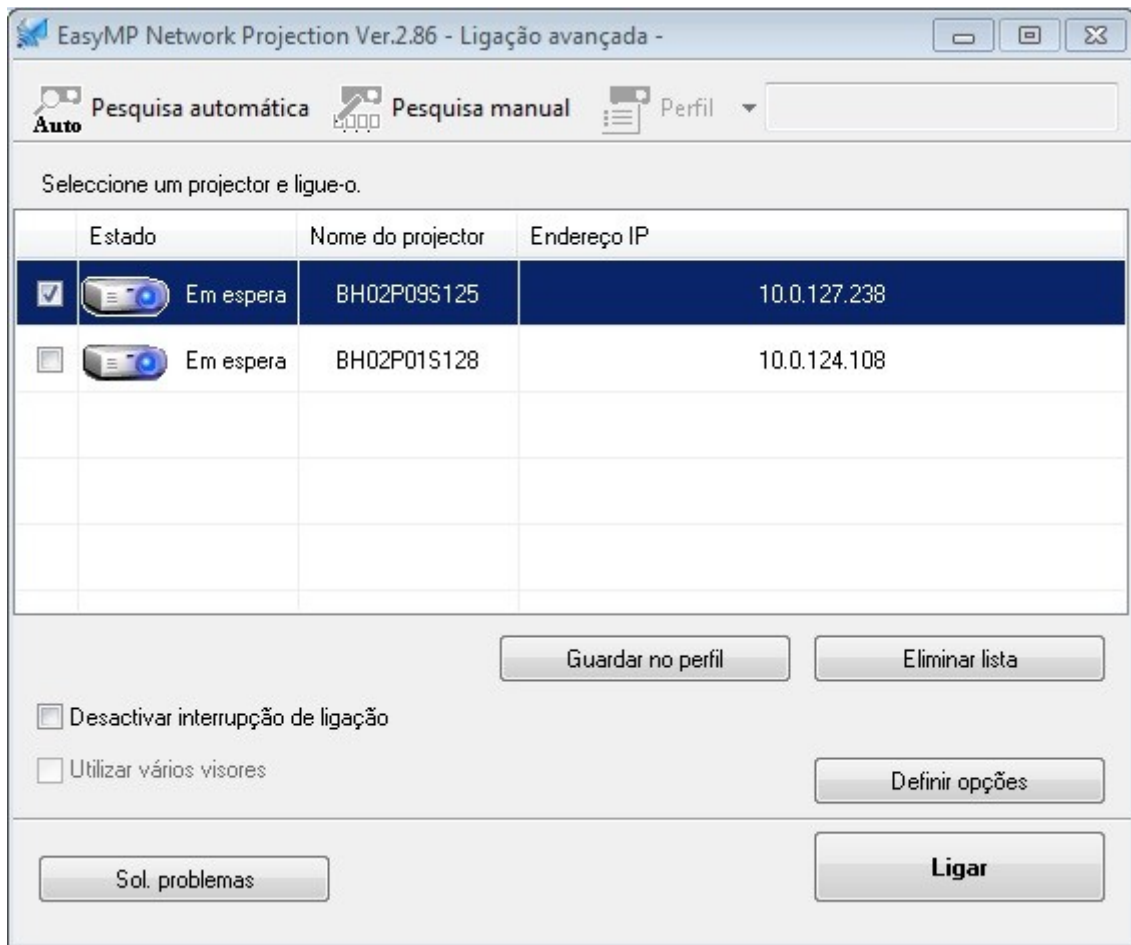 EasyMP Network Projection Ver.2.86 - Ligação avançada -
Auto Pesquisa automática Pesquisa manual Perfil
Seleccione um projector e ligue-o.
Estado Nome do projector Endereço IP
Em espera BH02P09S125 10.0.127.238
Em espera BH02P01S128 10.0.124.108
Guardar no perfil Eliminar lista
Desactivar interrupção de ligação
Utilizar vários visores
Definir opções
Sol. problemas
Ligar